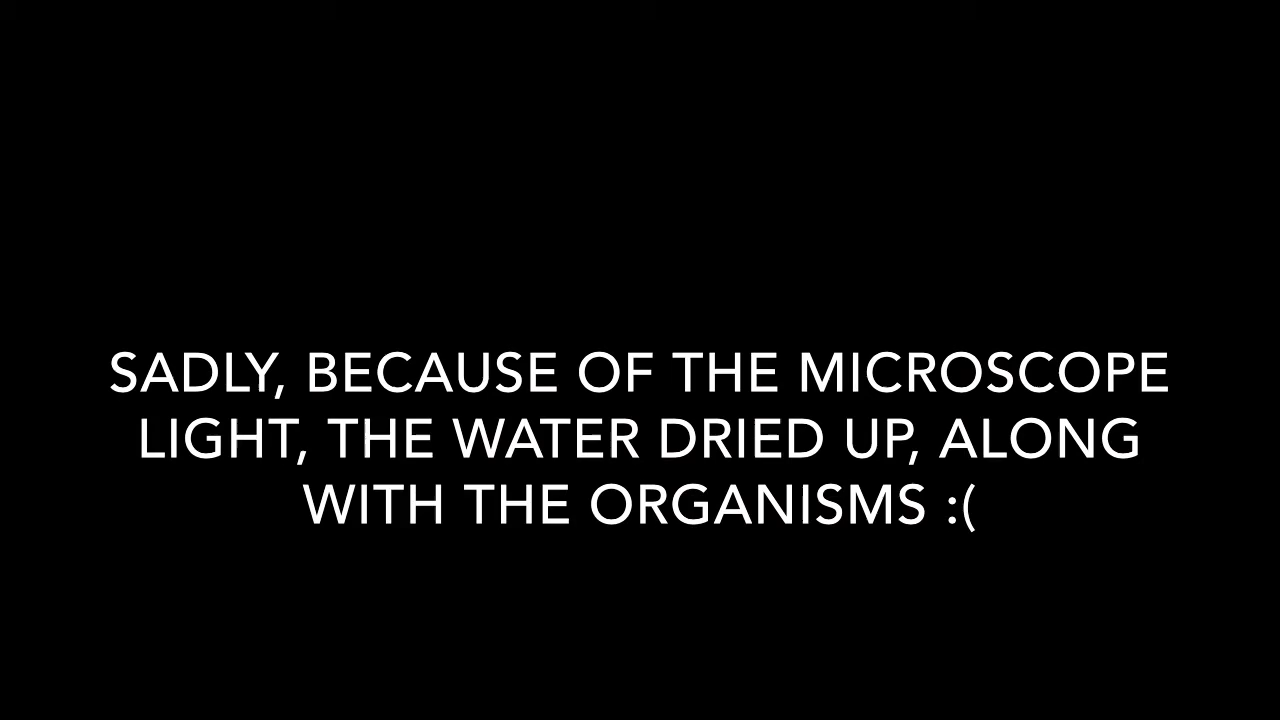 SADLY, BECAUSE OF THE MICROSCOPE
LIGHT, THE WATER DRIED UP, ALONG
WITH THE ORGANISMS :(